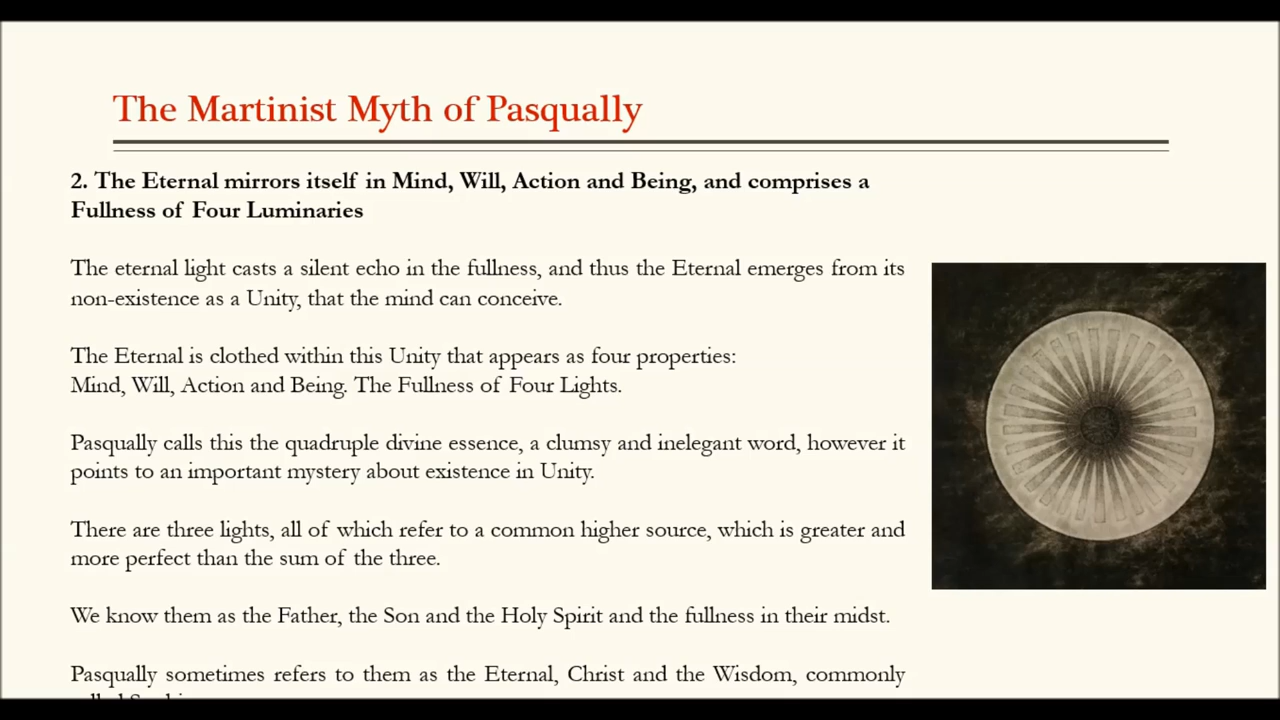 The Martinist Myth of Pasqually
2. The Eternal mirrors itself in Mind, Will, Action and Being, and comprises a
Fullness of Four Luminaries
The eternal light casts a silent echo in the fullness, and thus the Eternal emerges from its
non-existence as a Unity, that the mind can conceive.
The Eternal is clothed within this Unity that appears as four properties:
Mind, Will, Action and Being. The Fullness of Four Lights.
Pasqually calls this the quadruple divine essence, a clumsy and inelegant word, however it
points to an important mystery about existence in Unity.
There are three lights, all of which refer to a common higher source, which is greater and
more perfect than the sum of the three.
We know them as the Father, the Son and the Holy Spirit and the fullness in their midst.
Pasqually sometimes refers to them as the Eternal, Christ and the Wisdom, commonly